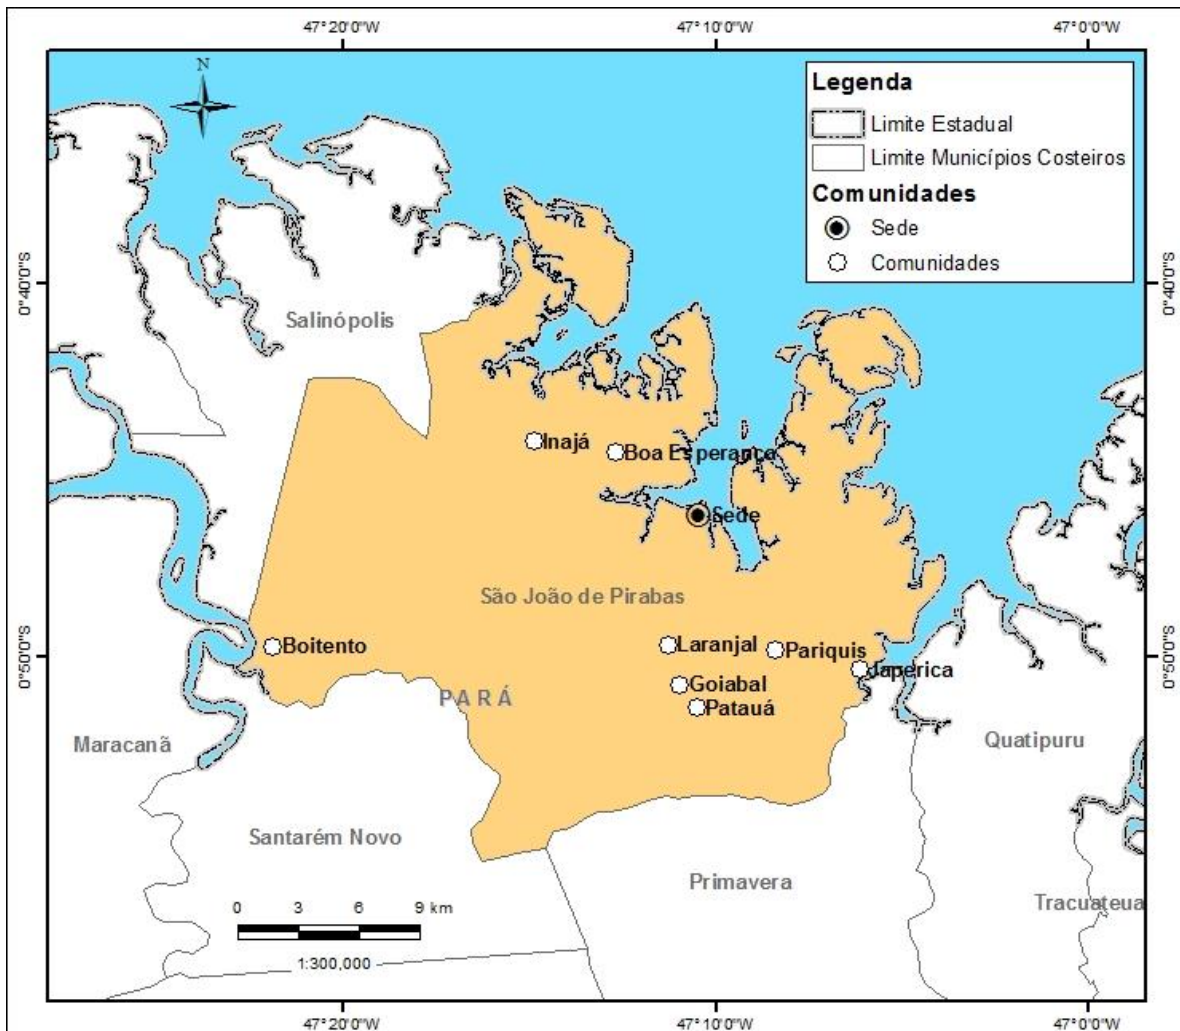 47°20'0"W
47°10'0"W
47°0'0"W
N
Legenda
Limite Estadual
Limite Municípios Costeiros
Comunidades
Sede
Comunidades
0°40'0"S
0°40'0"S
Salinópolis
Inajá
Boa Esperança
Sede
São João de Pirabas
Boitento
Laranjal
Pariquis
Japerica
0°50'0"S
0°50'0"S
Goiabal
PARÁ
Patauá
Maracanã
Quatipuru
Santarém Novo
Primavera
Tracuateua
0 3 6 9 km
1:300,000
47°20'0"W
47°10'0"W
47°0'0"W